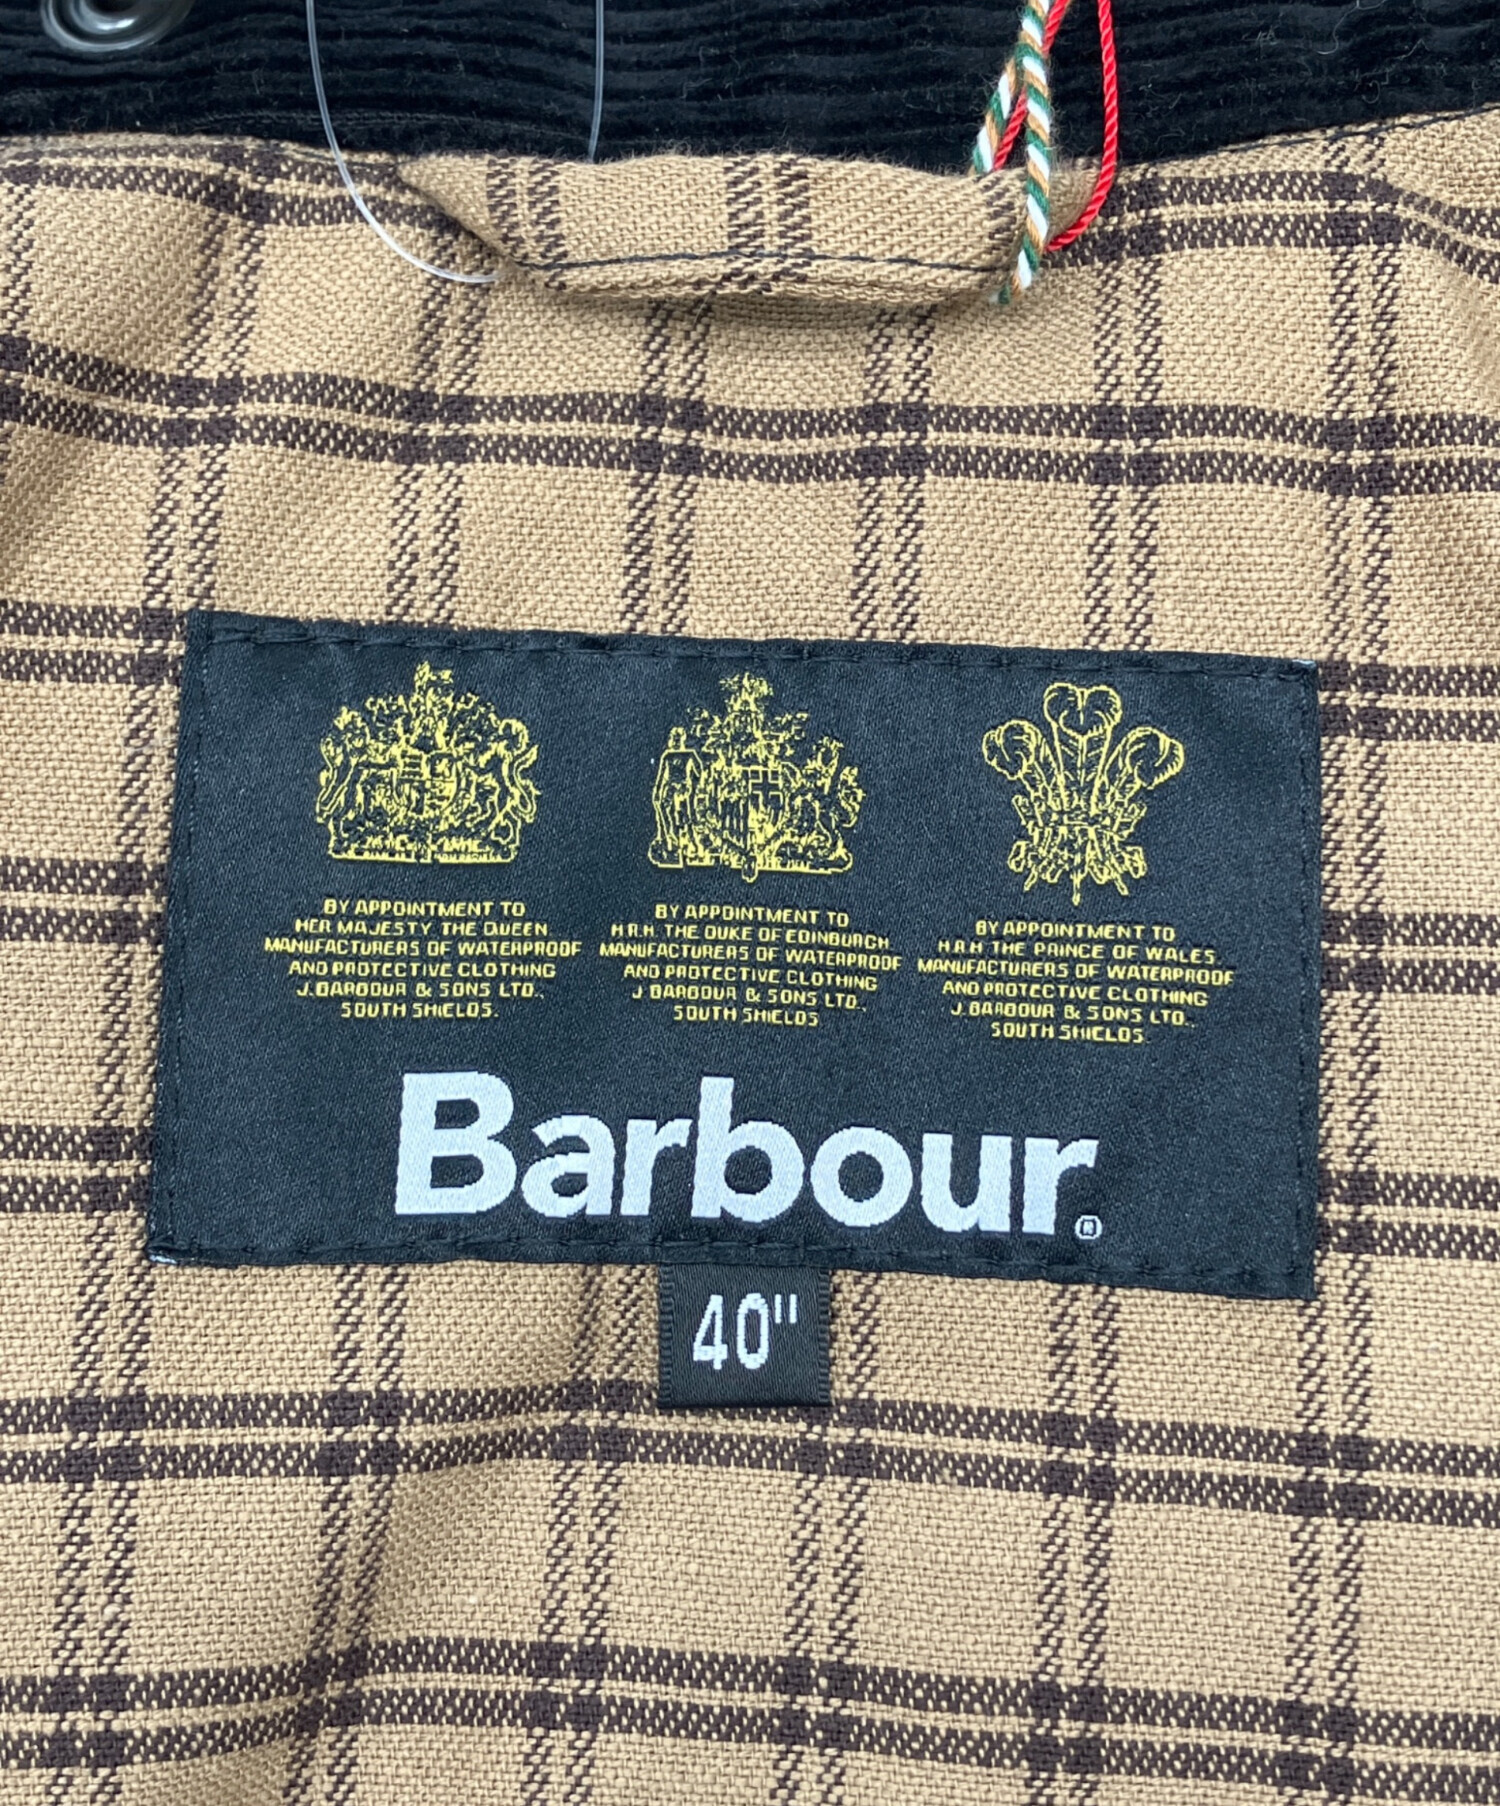 BY APPOINTMENT TO
HER MAJESTY THE QUEEN
MANUFACTURERS OF WATERPROOF
AND PROTECTIVE CLOTHING
J. BARBOUR & SONS LTD.,
SOUTH SHIELDS.
BY APPOINTMENT TO
H.R.H. THE DUKE OF EDINBURGH
MANUFACTURERS OF WATERPROOF
AND PROTECTIVE CLOTHING
J BARBOUR & SONS LTD.,
SOUTH SHIELDS
BY APPOINTMENT TO
H.R.H THE PRINCE OF WALES.
MANUFACTURERS OF WATERPROOF
AND PROTECTIVE CLOTHING
J. BARBOUR & SONS LTD.,
SOUTH SHIELDS.
Barbour®
40"